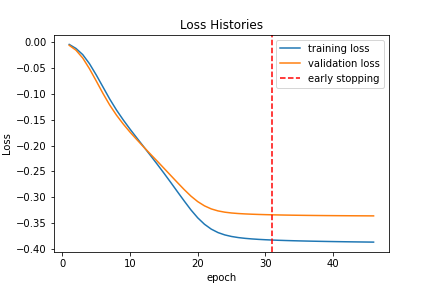 Loss Histories
0.00
−0.05
−0.10
−0.15
−0.20
−0.25
−0.30
−0.35
−0.40
Loss
training loss
validation loss
early stopping
0
10
20
30
40
epoch